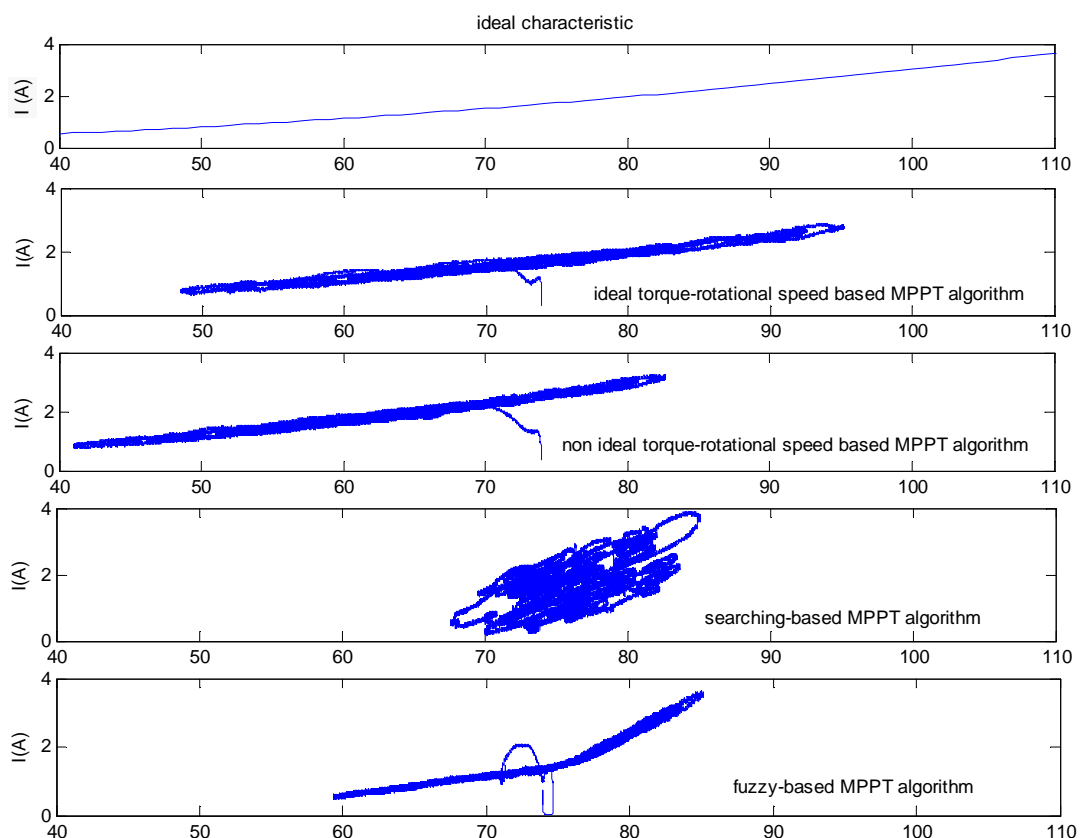 ideal characteristic
4
2
0
I (A)
40 50 60 70 80 90 100 110
4
2
0
I(A)
ideal torque-rotational speed based MPPT algorithm
40 50 60 70 80 90 100 110
4
2
0
I(A)
non ideal torque-rotational speed based MPPT algorithm
40 50 60 70 80 90 100 110
4
2
0
I(A)
searching-based MPPT algorithm
40 50 60 70 80 90 100 110
4
2
0
I(A)
fuzzy-based MPPT algorithm
40 50 60 70 80 90 100 110